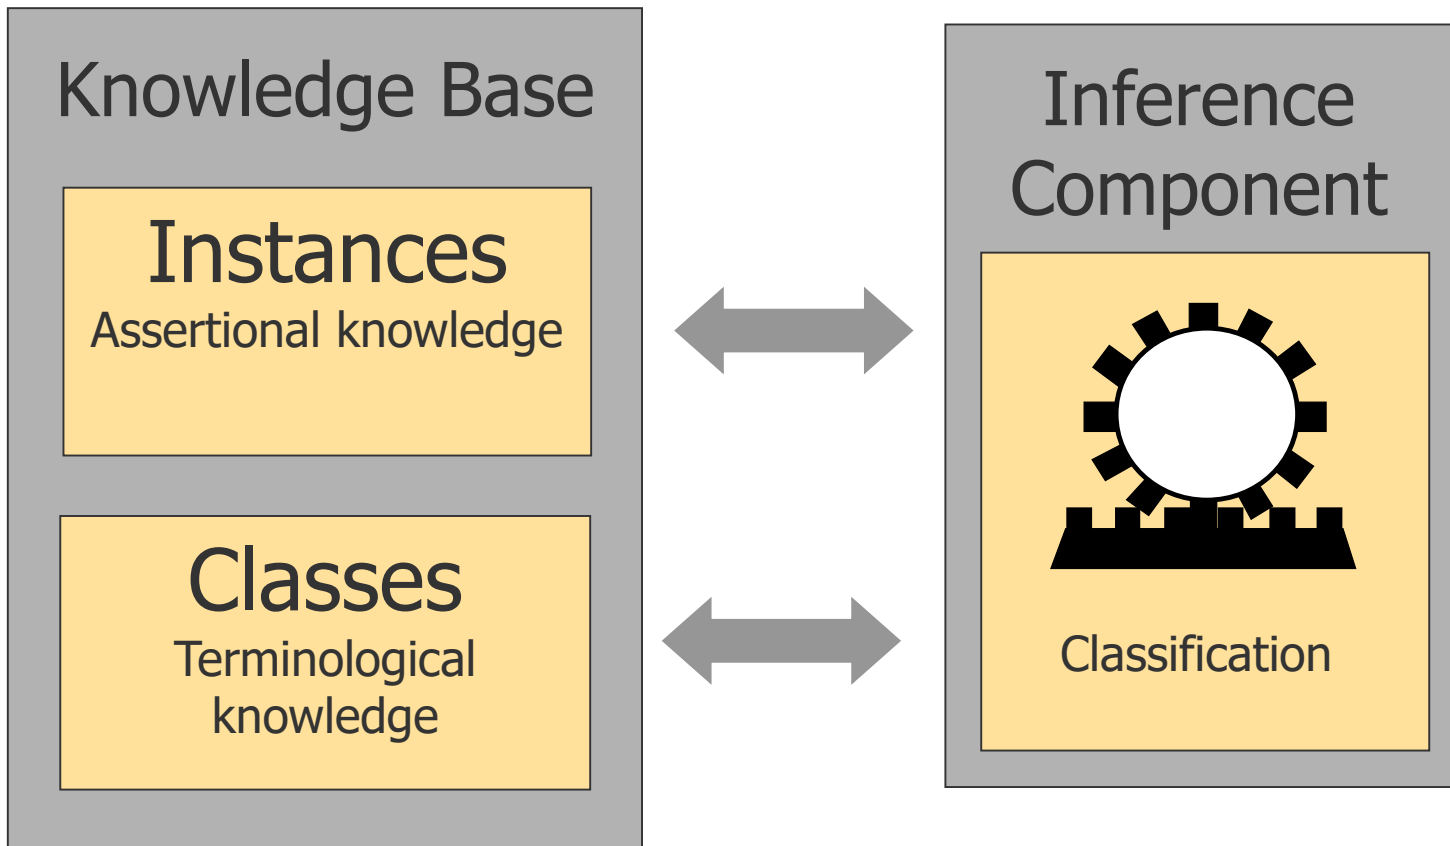 Knowledge Base
Instances
Assertional knowledge
Classes
Terminological
knowledge
Inference
Component
Classification